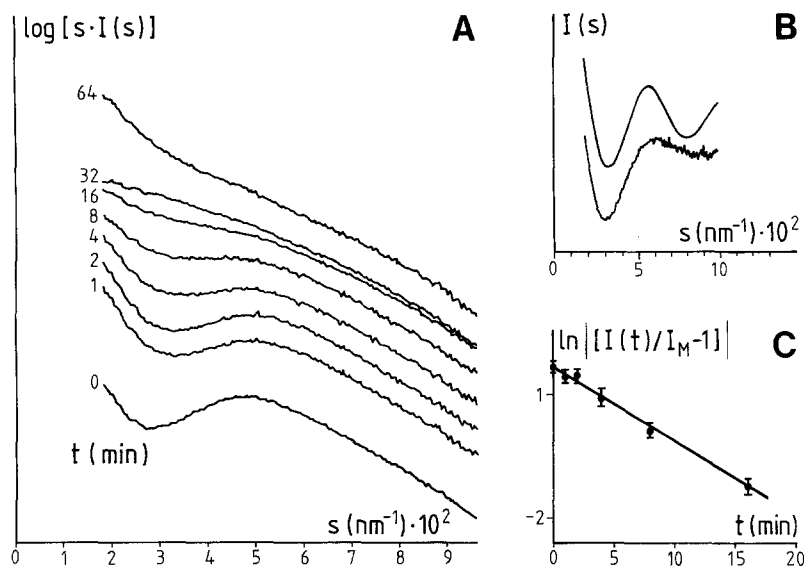 log [s·I(s)]
A
64
32
16
8
4
2
1
0
t (min)
s (nm⁻¹)·10²
0 1 2 3 4 5 6 7 8 9
I (s)
B
s (nm⁻¹)·10²
0 5 10
ln |[I(t)/I_M-1]|
C
1
-2
t (min)
0 5 10 15 20